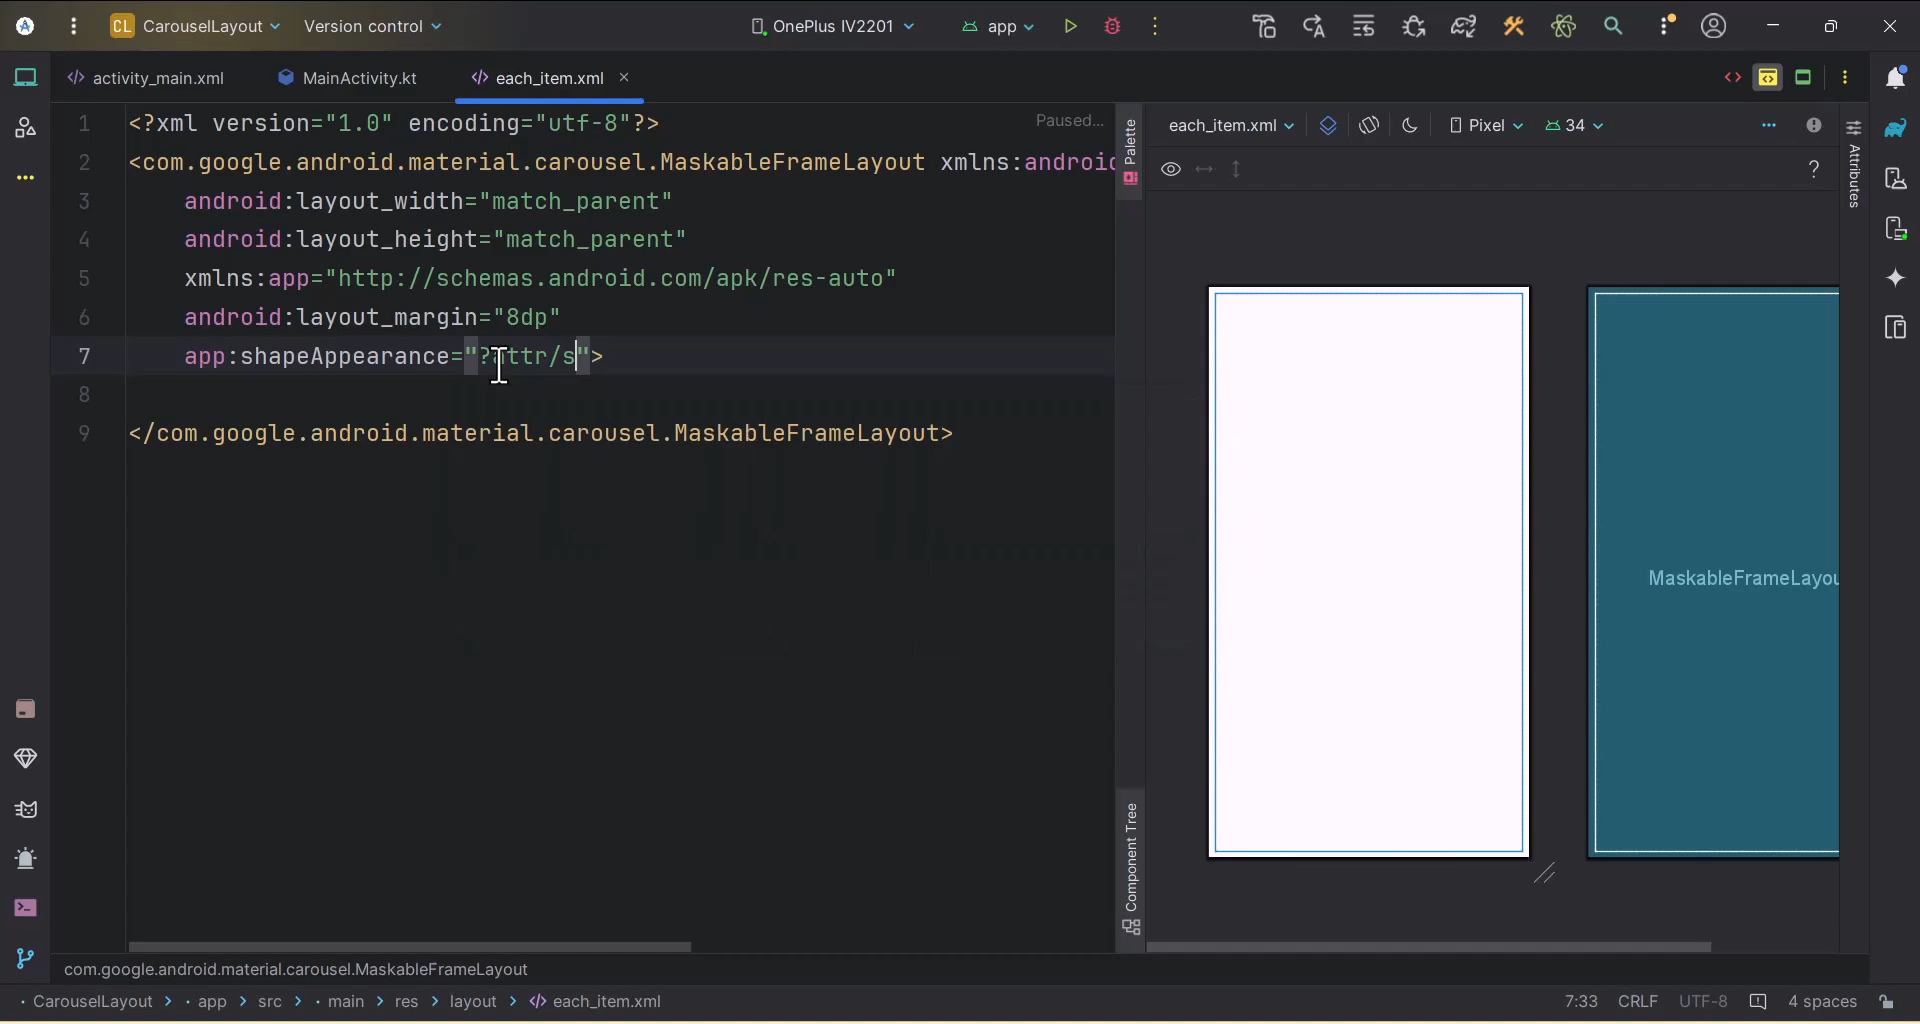 CL CarouselLayout Version control OnePlus IV2201 app
activity_main.xml MainActivity.kt each_item.xml
1 <?xml version="1.0" encoding="utf-8"?> Paused...
2 <com.google.android.material.carousel.MaskableFrameLayout xmlns:android
3 android:layout_width="match_parent"
4 android:layout_height="match_parent"
5 xmlns:app="http://schemas.android.com/apk/res-auto"
6 android:layout_margin="8dp"
7 app:shapeAppearance="?attr/s">
8
9 </com.google.android.material.carousel.MaskableFrameLayout>
Palette
Component Tree
each_item.xml Pixel 34
?
Attributes
MaskableFrameLayou
com.google.android.material.carousel.MaskableFrameLayout
CarouselLayout > app > src > main > res > layout > each_item.xml 7:33 CRLF UTF-8 4 spaces